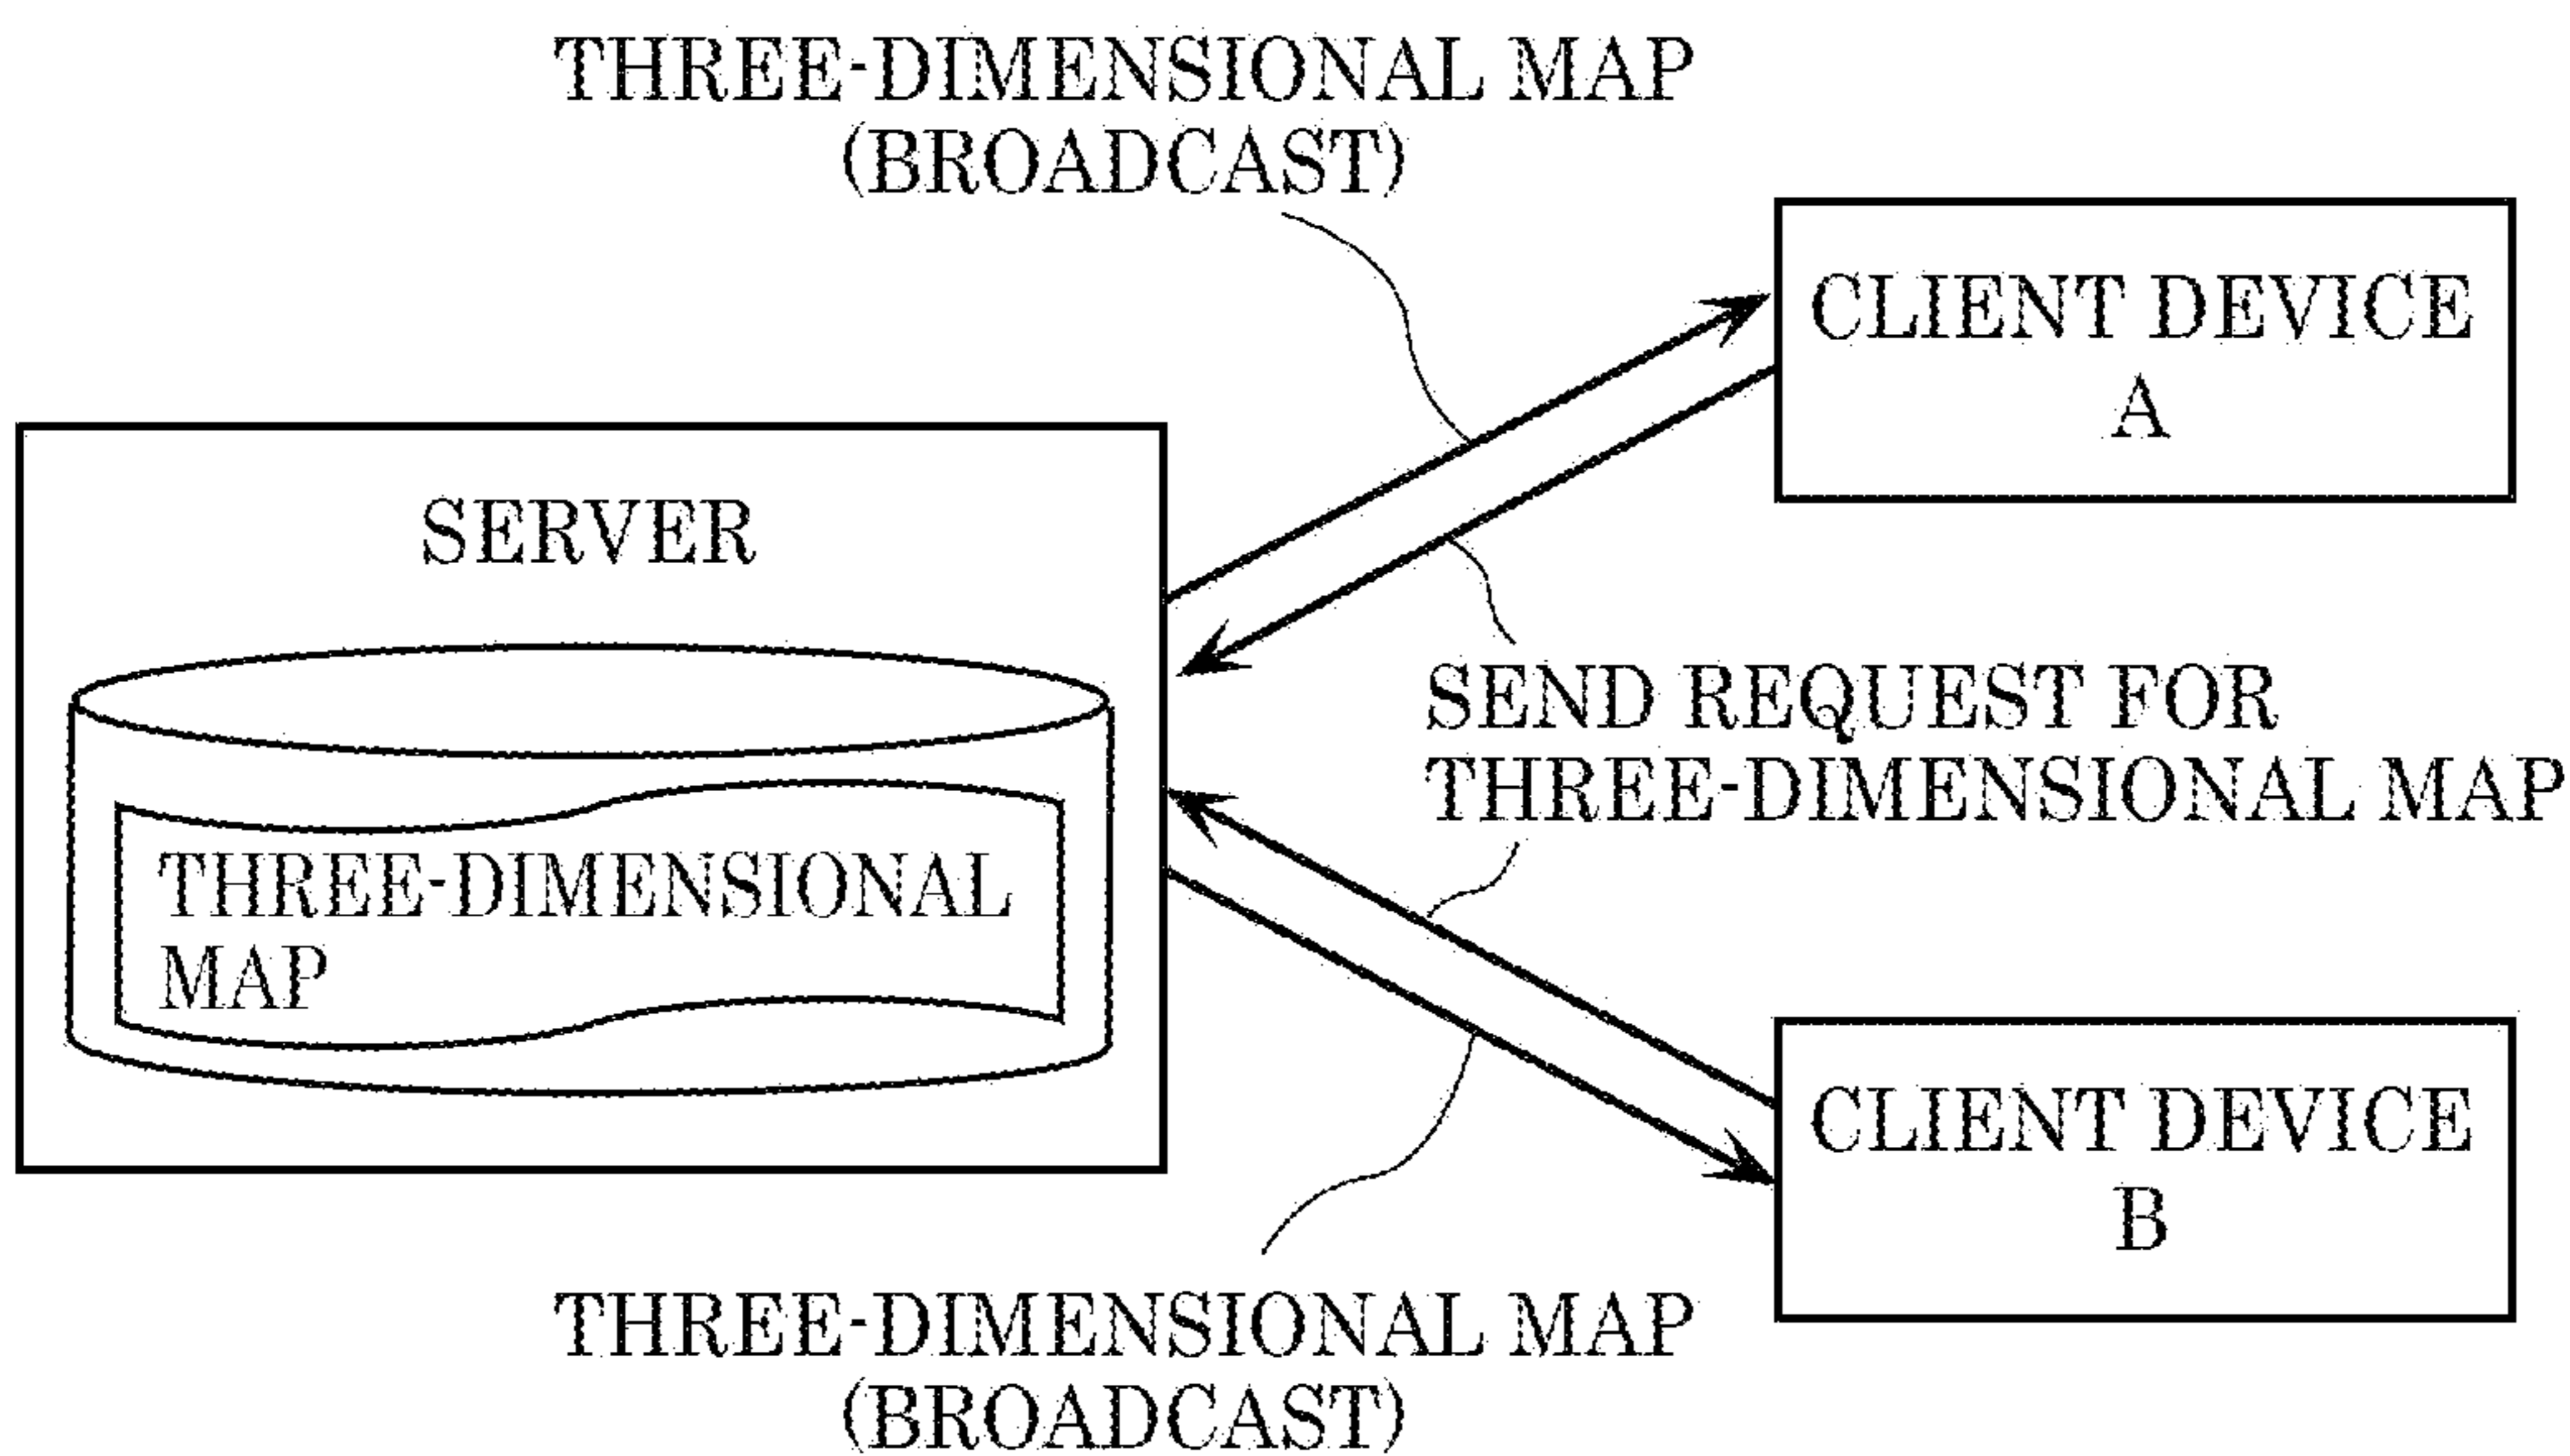 THREE-DIMENSIONAL MAP
(BROADCAST)
CLIENT DEVICE
A
SERVER
SEND REQUEST FOR
THREE-DIMENSIONAL MAP
THREE-DIMENSIONAL
MAP
CLIENT DEVICE
B
THREE-DIMENSIONAL MAP
(BROADCAST)